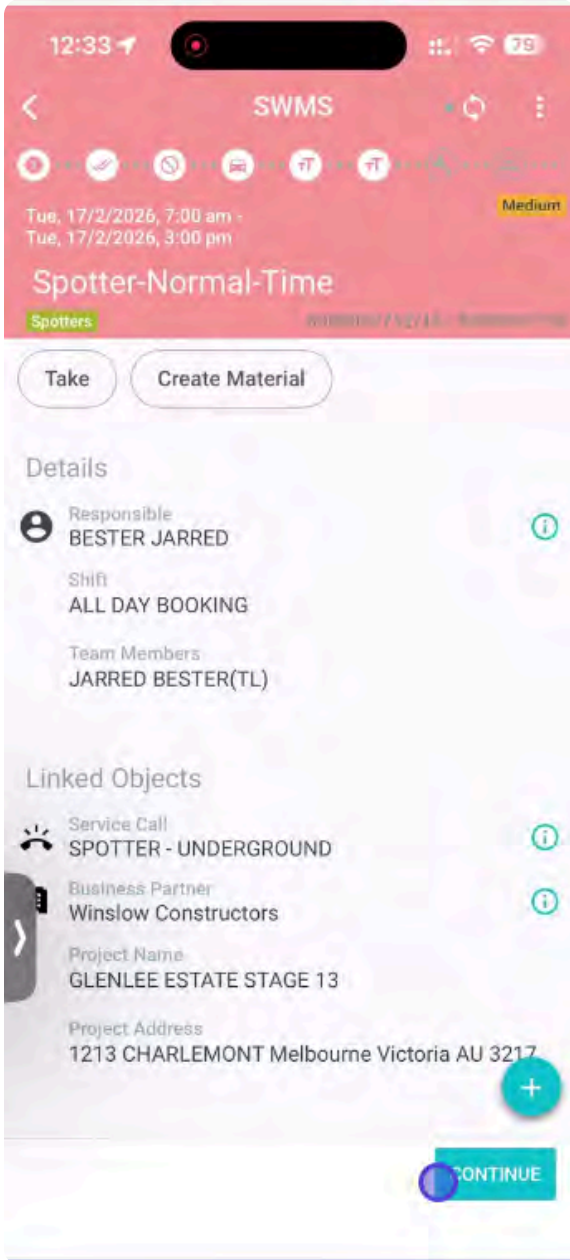 12:33
79
SWMS
Tue, 17/2/2026, 7:00 am -
Tue, 17/2/2026, 3:00 pm
Medium
Spotter-Normal-Time
Spotters
Take
Create Material
Details
Responsible
BESTER JARRED
Shift
ALL DAY BOOKING
Team Members
JARRED BESTER(TL)
Linked Objects
Service Call
SPOTTER - UNDERGROUND
Business Partner
Winslow Constructors
Project Name
GLENLEE ESTATE STAGE 13
Project Address
1213 CHARLEMONT Melbourne Victoria AU 3217
CONTINUE